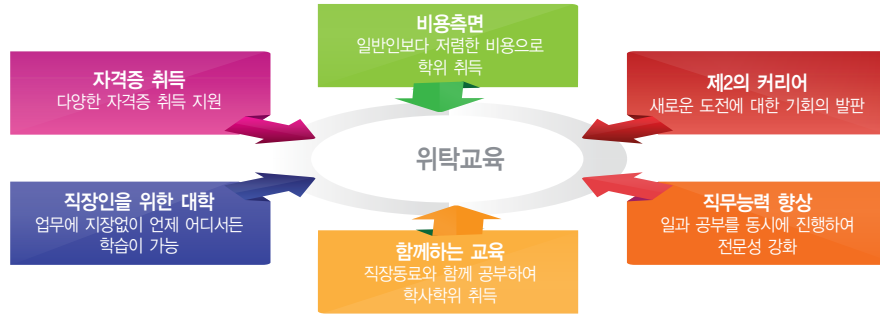 비용측면
일반인보다 저렴한 비용으로
학위 취득
자격증 취득
다양한 자격증 취득 지원
제2의 커리어
새로운 도전에 대한 기회의 발판
위탁교육
직장인을 위한 대학
업무에 지장없이 언제 어디서든
학습이 가능
함께하는 교육
직장동료와 함께 공부하여
학사학위 취득
직무능력 향상
일과 공부를 동시에 진행하여
전문성 강화